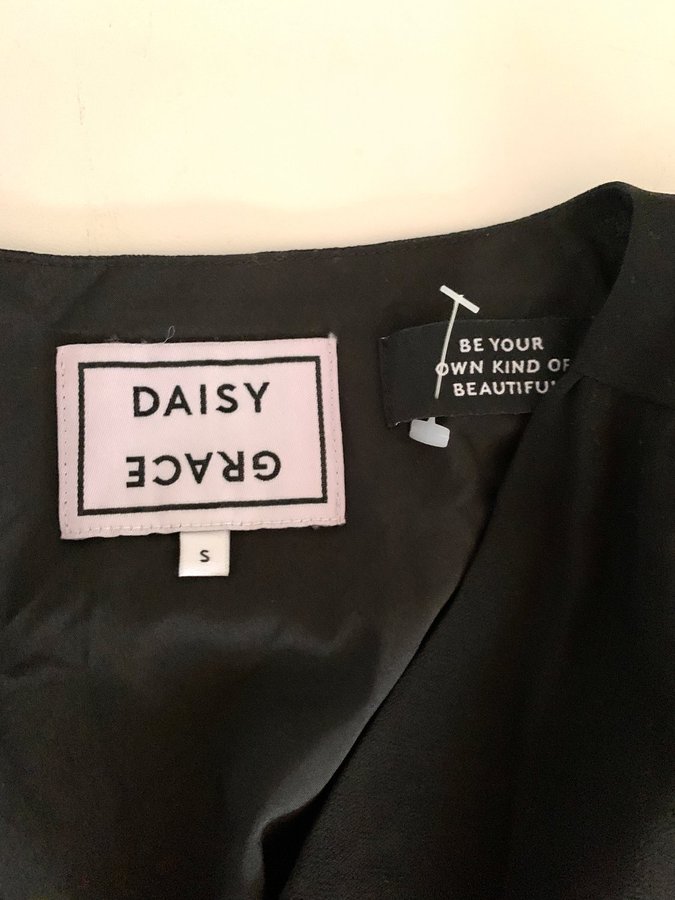 DAISY
GRACE
S
BE YOUR
OWN KIND OF
BEAUTIFUL